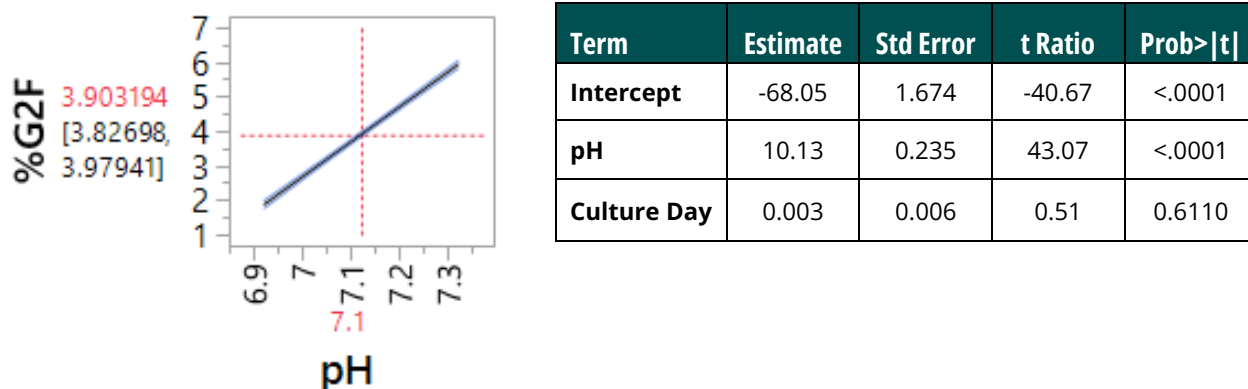 %G2F
3.903194
[3.82698,
3.97941]
7
6
5
4
3
2
1
6.9
7
7.1
7.2
7.3
7.1
pH
Term Estimate Std Error t Ratio Prob>|t|
Intercept -68.05 1.674 -40.67 <.0001
pH 10.13 0.235 43.07 <.0001
Culture Day 0.003 0.006 0.51 0.6110